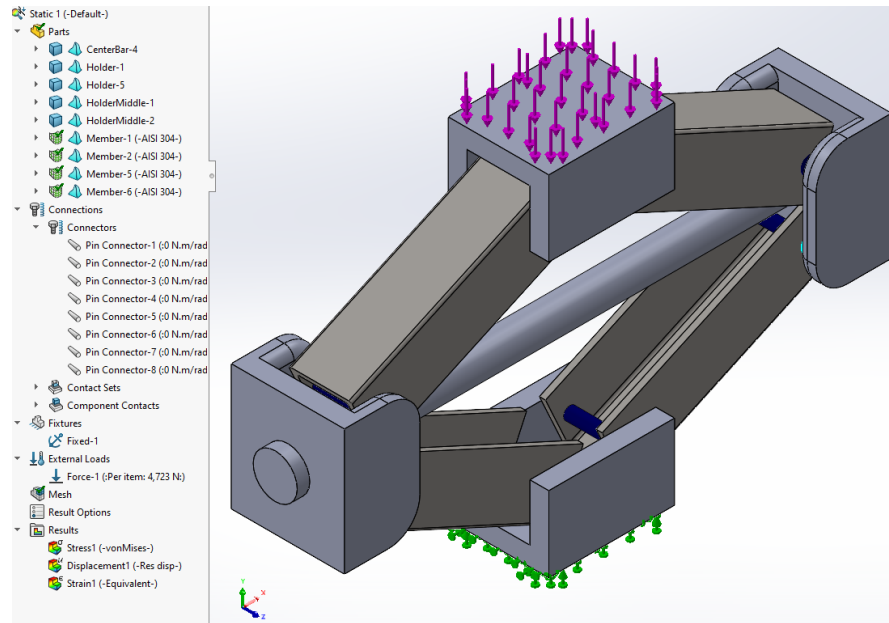 Static 1 (-Default-)
Parts
CenterBar-4
Holder-1
Holder-5
HolderMiddle-1
HolderMiddle-2
Member-1 (-AISI 304-)
Member-2 (-AISI 304-)
Member-5 (-AISI 304-)
Member-6 (-AISI 304-)
Connections
Connectors
Pin Connector-1 (:0 N.m/rad
Pin Connector-2 (:0 N.m/rad
Pin Connector-3 (:0 N.m/rad
Pin Connector-4 (:0 N.m/rad
Pin Connector-5 (:0 N.m/rad
Pin Connector-6 (:0 N.m/rad
Pin Connector-7 (:0 N.m/rad
Pin Connector-8 (:0 N.m/rad
Contact Sets
Component Contacts
Fixtures
Fixed-1
External Loads
Force-1 (:Per item: 4,723 N:)
Mesh
Result Options
Results
Stress1 (-vonMises-)
Displacement1 (-Res disp-)
Strain1 (-Equivalent-)
Y
X
Z